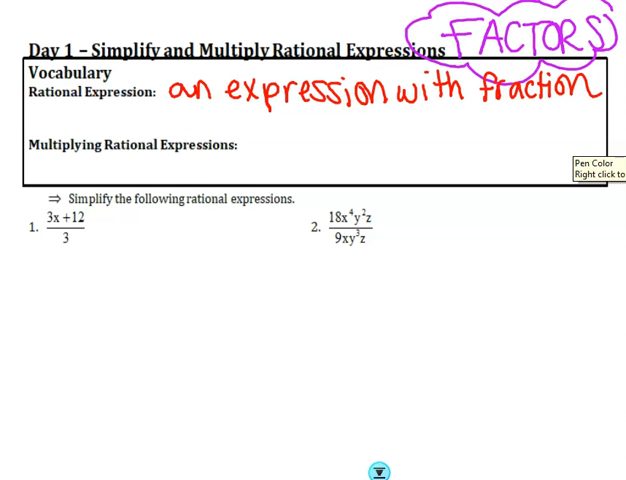 FACTORS
Day 1 – Simplify and Multiply Rational Expressions
Vocabulary
Rational Expression: an expression with fraction
Multiplying Rational Expressions:
Pen Color
Right click to
⇒ Simplify the following rational expressions.
1. 3x +12 / 3
2. 18x⁴y²z / 9xy³z